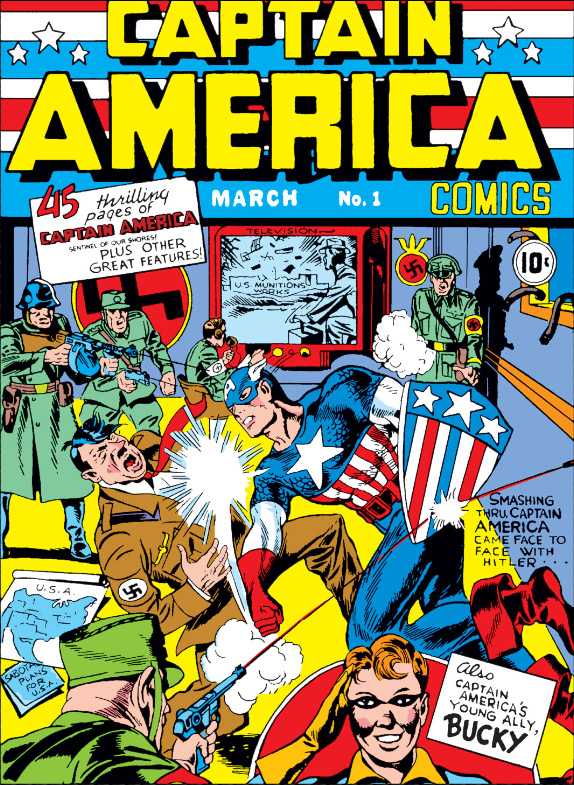 CAPTAIN
AMERICA
MARCH No. 1
COMICS
45 thrilling
pages of
CAPTAIN AMERICA
SENTINEL OF OUR SHORES!
PLUS OTHER
GREAT FEATURES!
TELEVISION
U.S. MUNITIONS
WORKS
10¢
SMASHING
THRU, CAPTAIN
AMERICA
CAME FACE TO
FACE WITH
HITLER...
U.S.A.
SABOTAGE
PLANS
FOR
U.S.A.
Also
CAPTAIN
AMERICA'S
YOUNG ALLY,
BUCKY